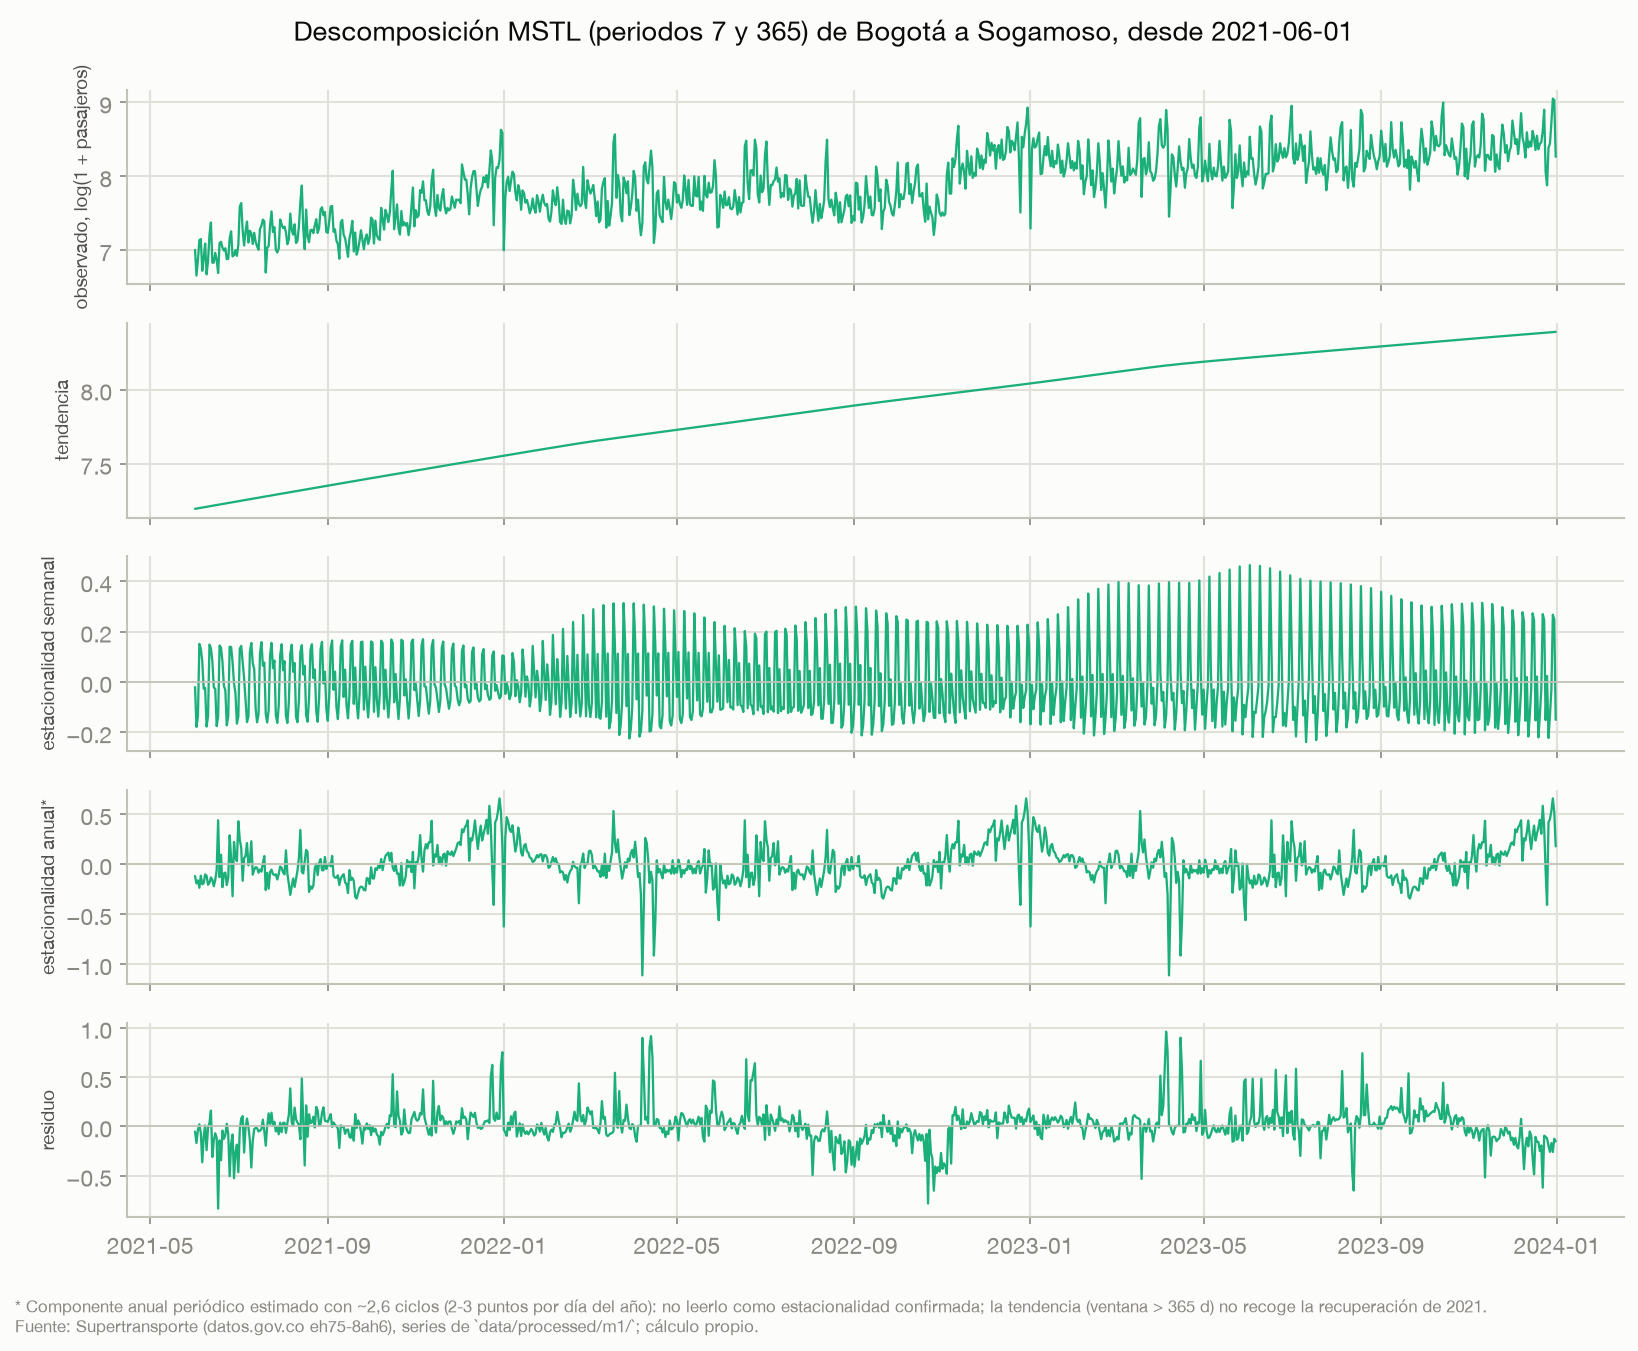 Descomposición MSTL (periodos 7 y 365) de Bogotá a Sogamoso, desde 2021-06-01
observado, log(1 + pasajeros)
9
8
7
tendencia
8.0
7.5
estacionalidad semanal
0.4
0.2
0.0
−0.2
estacionalidad anual*
0.5
0.0
−0.5
−1.0
residuo
1.0
0.5
0.0
−0.5
2021-05 2021-09 2022-01 2022-05 2022-09 2023-01 2023-05 2023-09 2024-01
* Componente anual periódico estimado con ~2,6 ciclos (2-3 puntos por día del año): no leerlo como estacionalidad confirmada; la tendencia (ventana > 365 d) no recoge la recuperación de 2021.
Fuente: Supertransporte (datos.gov.co eh75-8ah6), series de `data/processed/m1/`; cálculo propio.